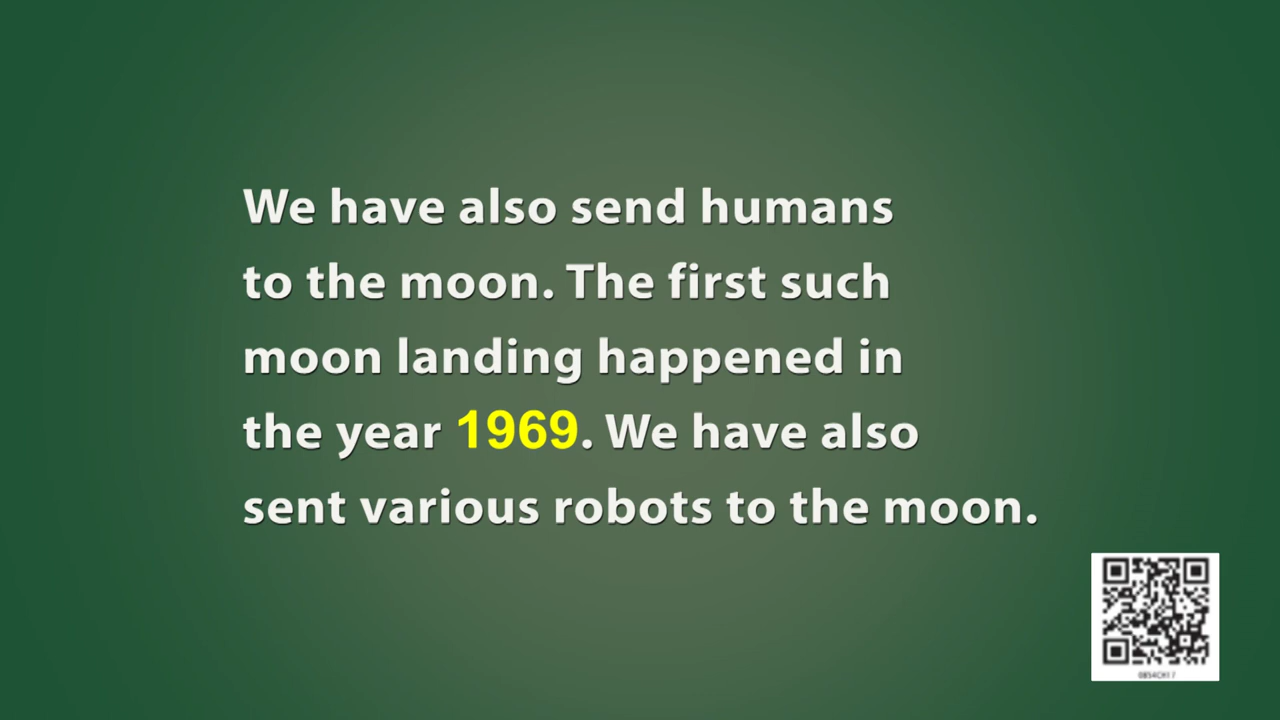 We have also send humans
to the moon. The first such
moon landing happened in
the year 1969. We have also
sent various robots to the moon.